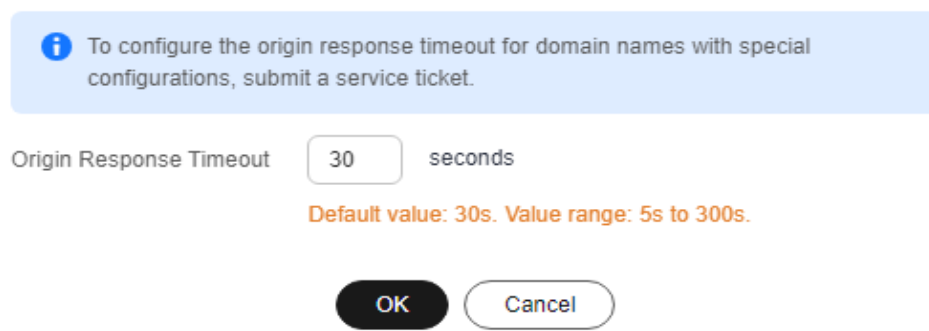 To configure the origin response timeout for domain names with special
configurations, submit a service ticket.
Origin Response Timeout 30 seconds
Default value: 30s. Value range: 5s to 300s.
OK Cancel